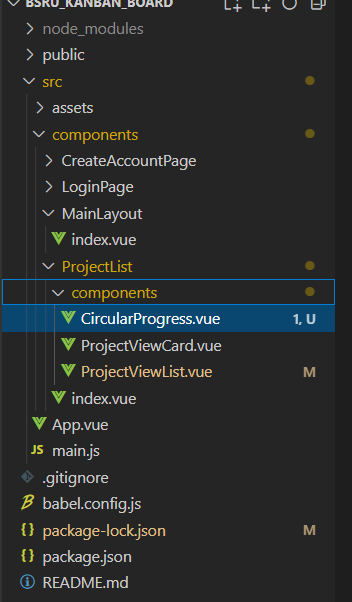 BSRU_KANBAN_BOARD
node_modules
public
src
assets
components
CreateAccountPage
LoginPage
MainLayout
index.vue
ProjectList
components
CircularProgress.vue 1, U
ProjectViewCard.vue
ProjectViewList.vue M
index.vue
App.vue
JS main.js
.gitignore
babel.config.js
package-lock.json M
package.json
README.md